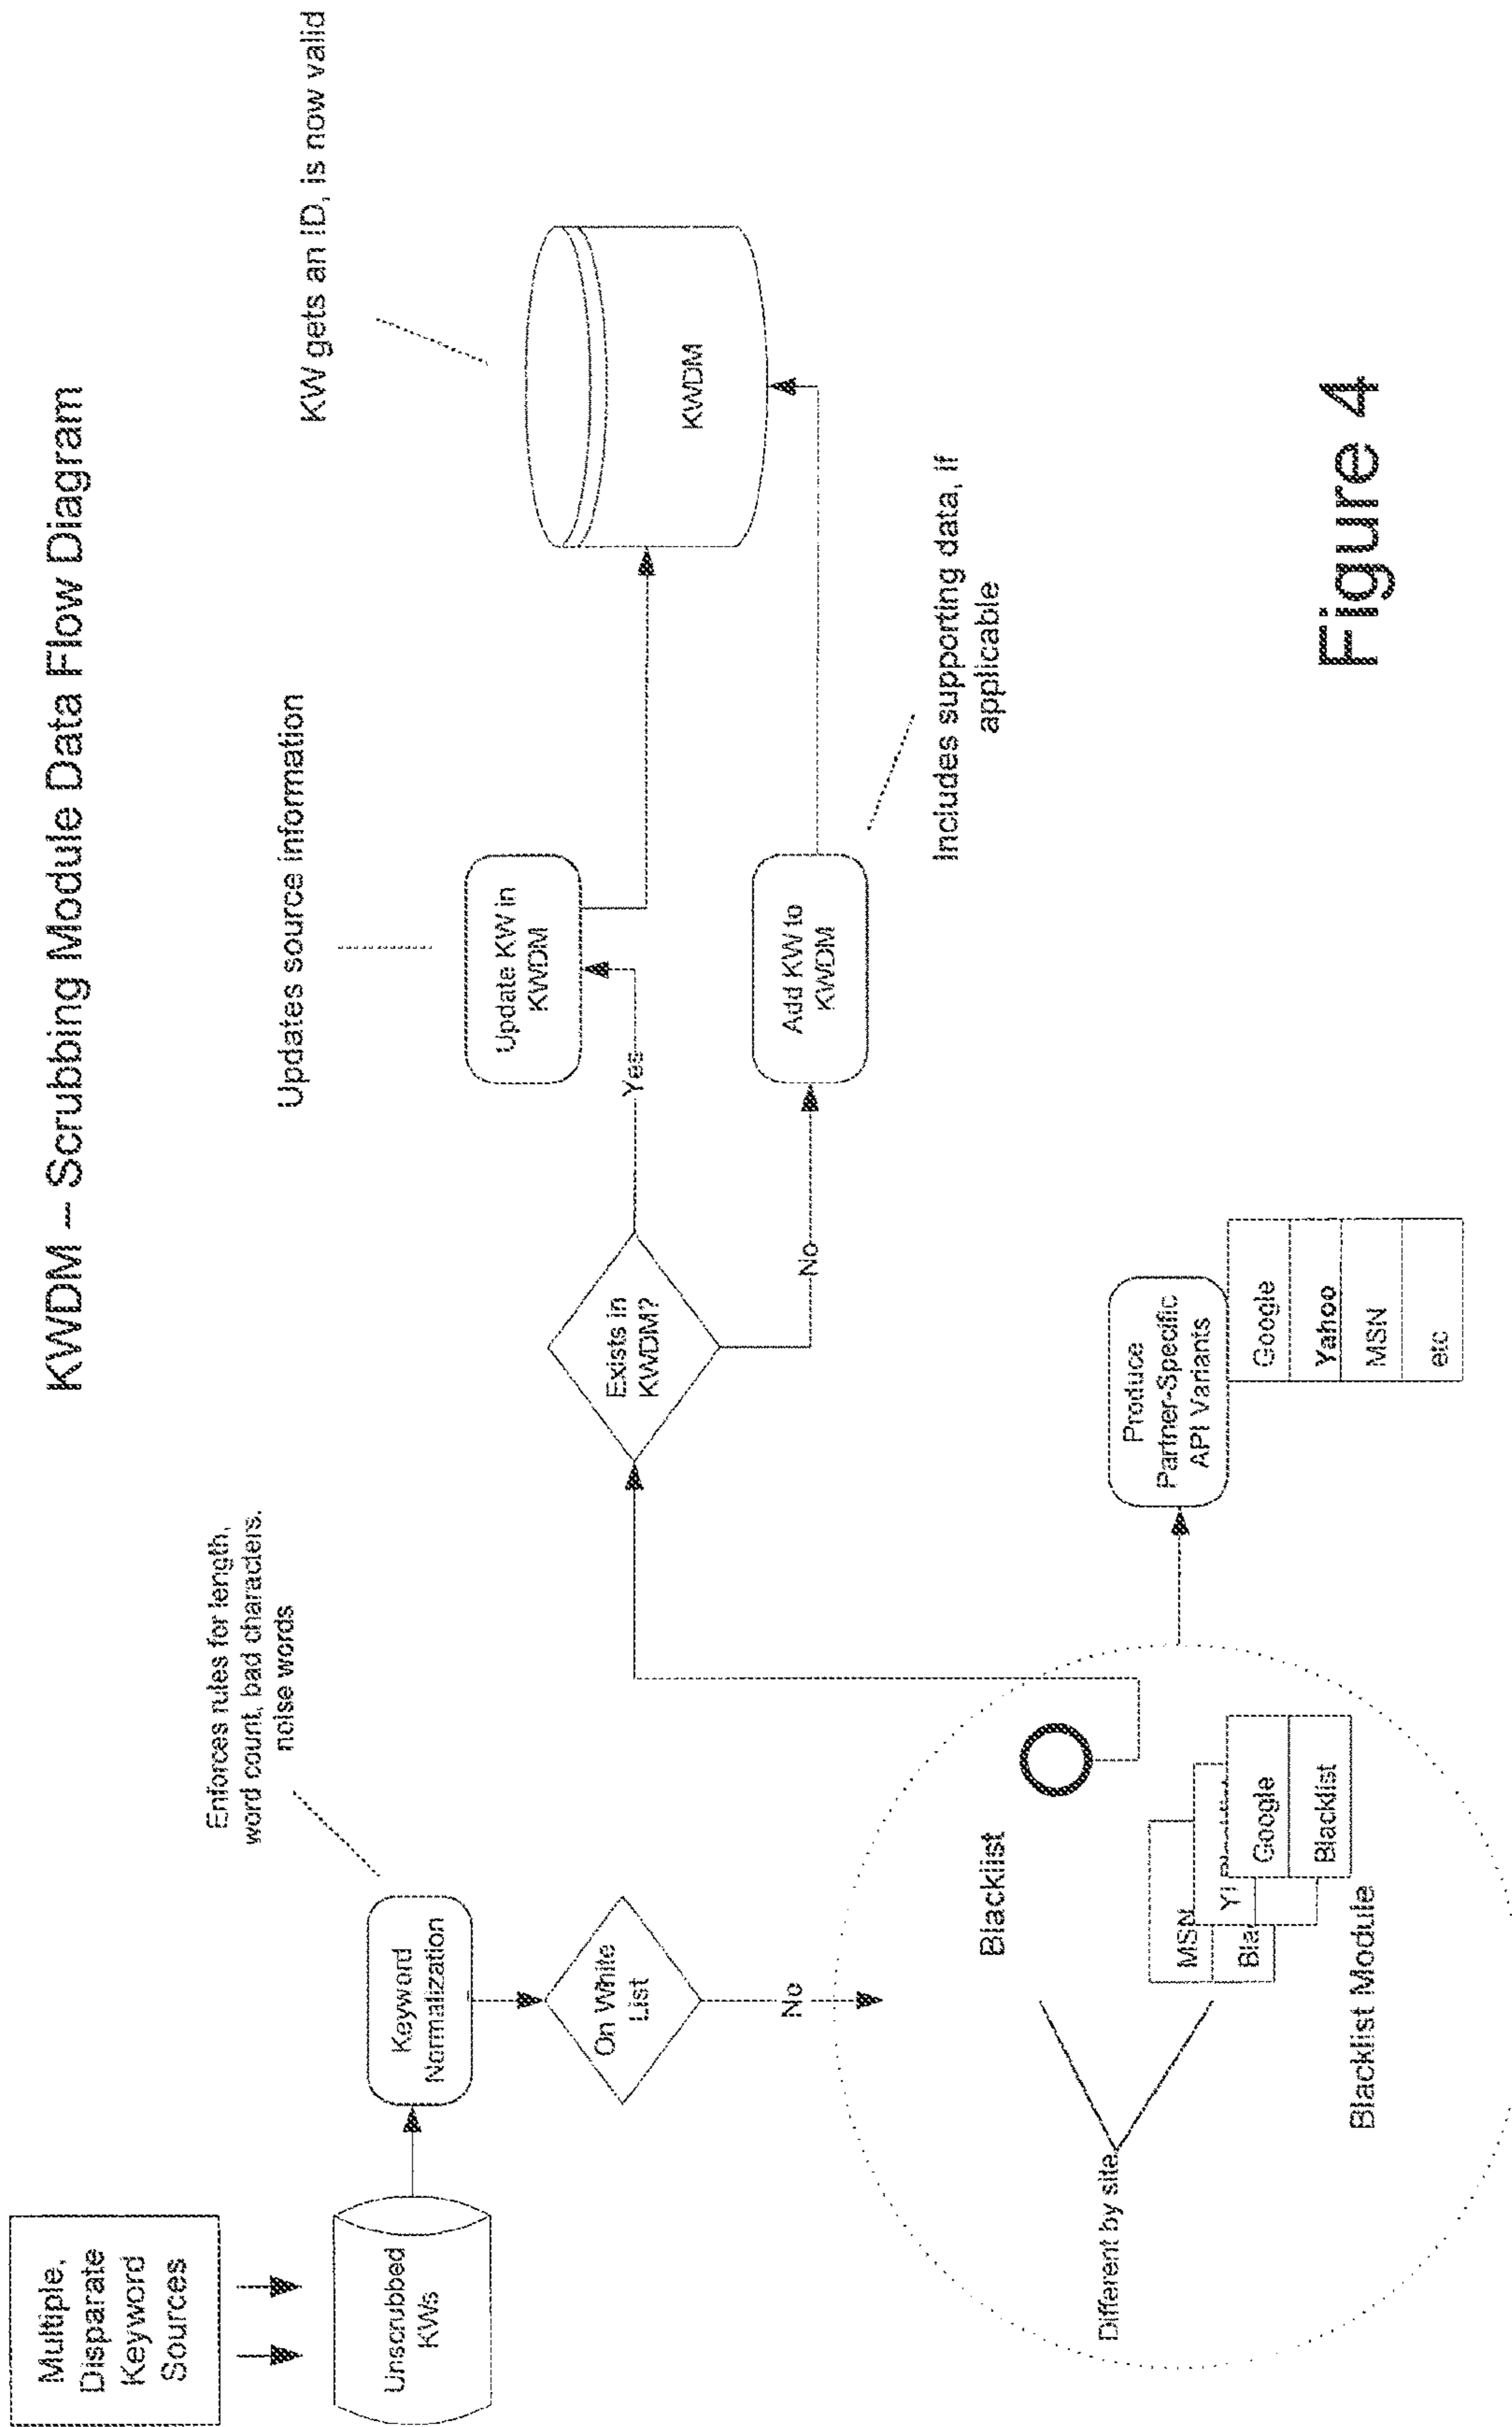 KWDM – Scrubbing Module Data Flow Diagram
Multiple,
Disparate
Keyword
Sources
Unscrubbed
KWs
Enforces rules for length,
word count, bad characters,
noise words
Keyword
Normalization
On White
List
No
Different by site
Blacklist
MSN
Bla
Y!
Google
Blacklist
Blacklist Module
Produce
Partner-Specific
API Variants
Google
Yahoo
MSN
etc
Exists in
KWDM?
Yes
No
Updates source information
Update KW in
KWDM
Add KW to
KWDM
Includes supporting data, if
applicable
KW gets an ID, is now valid
KWDM
Figure 4